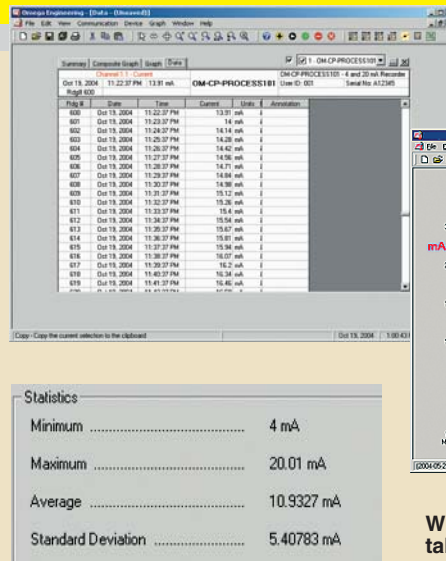 Omega Engineering - [Data - (Unsaved)]
File Edit View Communication Device Graph Window Help
Summary Composite Graph Graph Data
1 - OM-CP-PROCESS101
Channel 1.1 - Current
OM-CP-PROCESS101 - 4 and 20 mA Recorder
Oct 19, 2004 11:22:37 PM 13.91 mA
OM-CP-PROCESS101
User ID: 001 Serial No: A12345
Rdg# 600
Rdg # Date Time Current Units Annotation
600 Oct 19, 2004 11:22:37 PM 13.91 mA
601 Oct 19, 2004 11:23:37 PM 14 mA
602 Oct 19, 2004 11:24:37 PM 14.14 mA
603 Oct 19, 2004 11:25:37 PM 14.28 mA
604 Oct 19, 2004 11:26:37 PM 14.42 mA
605 Oct 19, 2004 11:27:37 PM 14.56 mA
606 Oct 19, 2004 11:28:37 PM 14.71 mA
607 Oct 19, 2004 11:29:37 PM 14.84 mA
608 Oct 19, 2004 11:30:37 PM 14.98 mA
609 Oct 19, 2004 11:31:37 PM 15.12 mA
610 Oct 19, 2004 11:32:37 PM 15.26 mA
611 Oct 19, 2004 11:33:37 PM 15.4 mA
612 Oct 19, 2004 11:34:37 PM 15.54 mA
613 Oct 19, 2004 11:35:37 PM 15.67 mA
614 Oct 19, 2004 11:36:37 PM 15.81 mA
615 Oct 19, 2004 11:37:37 PM 15.94 mA
616 Oct 19, 2004 11:38:37 PM 16.07 mA
617 Oct 19, 2004 11:39:37 PM 16.2 mA
618 Oct 19, 2004 11:40:37 PM 16.34 mA
619 Oct 19, 2004 11:41:37 PM 16.46 mA
Copy - Copy the current selection to the clipboard
Oct 19, 2004 1:00:43
mA
Statistics
Minimum ........................................ 4 mA
Maximum ........................................ 20.01 mA
Average ........................................ 10.9327 mA
Standard Deviation ........................ 5.40783 mA